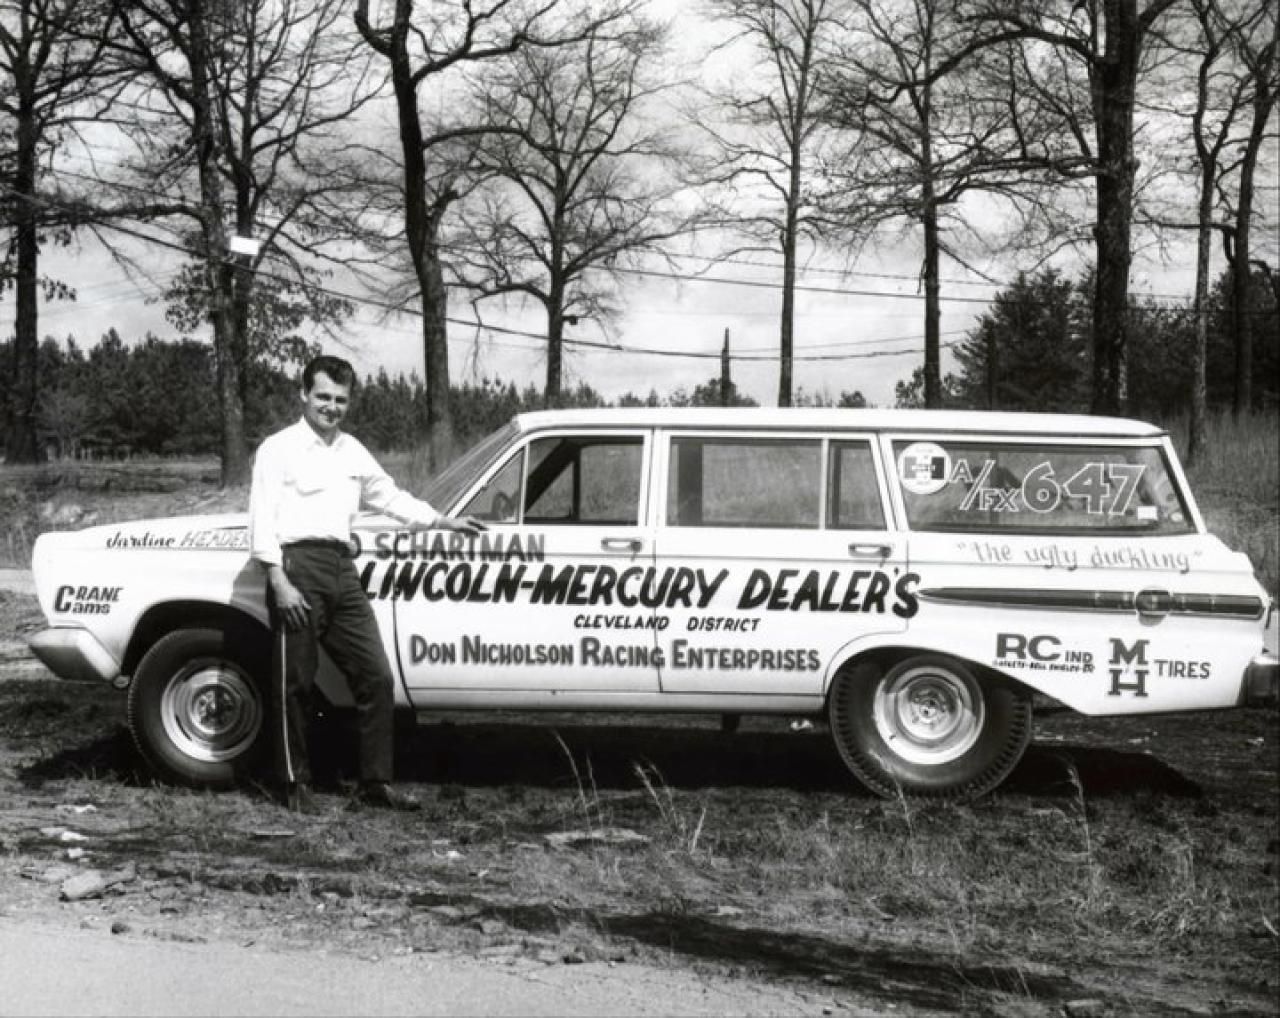 A/FX 647
"the ugly duckling"
Jardine HEADER
SCHARTMAN
LINCOLN-MERCURY DEALER'S
CLEVELAND DISTRICT
DON NICHOLSON RACING ENTERPRISES
CRANE
Cams
RC IND
M
H
TIRES